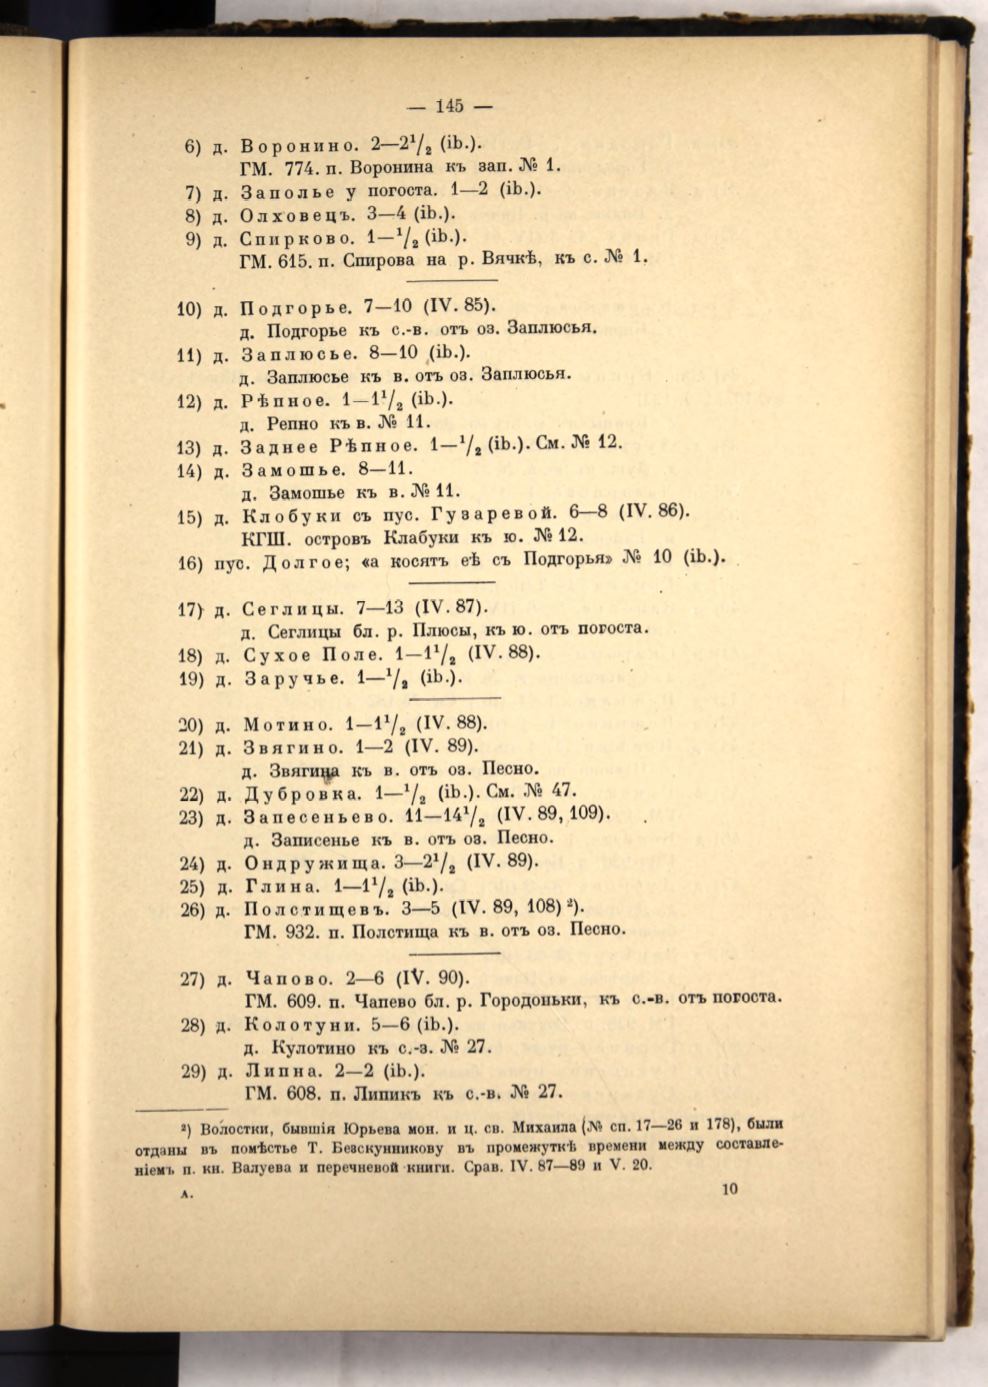 — 145 —
6) д. Воронино. 2—2¹/₂ (ib.).
ГМ. 774. п. Воронина къ зап. № 1.
7) д. Заполье у погоста. 1—2 (ib.).
8) д. Олховецъ. 3—4 (ib.).
9) д. Спирково. 1—¹/₂ (ib.).
ГМ. 615. п. Спирова на р. Вячкѣ, къ с. № 1.
10) д. Подгорье. 7—10 (IV. 85).
д. Подгорье къ с.-в. отъ оз. Заплюсья.
11) д. Заплюсье. 8—10 (ib.).
д. Заплюсье къ в. отъ оз. Заплюсья.
12) д. Рѣпное. 1—1¹/₂ (ib.).
д. Репно къ в. № 11.
13) д. Заднее Рѣпное. 1—¹/₂ (ib.). См. № 12.
14) д. Замошье. 8—11.
д. Замошье къ в. № 11.
15) д. Клобуки съ пус. Гузаревой. 6—8 (IV. 86).
КГШ. островъ Клабуки къ ю. № 12.
16) пус. Долгое; «а косятъ еѣ съ Подгорья» № 10 (ib.).
17) д. Сеглицы. 7—13 (IV. 87).
д. Сеглицы бл. р. Плюсы, къ ю. отъ погоста.
18) д. Сухое Поле. 1—1¹/₂ (IV. 88).
19) д. Заручье. 1—¹/₂ (ib.).
20) д. Мотино. 1—1¹/₂ (IV. 88).
21) д. Звягино. 1—2 (IV. 89).
д. Звягина къ в. отъ оз. Песно.
22) д. Дубровка. 1—¹/₂ (ib.). См. № 47.
23) д. Запесеньево. 11—14¹/₂ (IV. 89, 109).
д. Записенье къ в. отъ оз. Песно.
24) д. Ондружища. 3—2¹/₂ (IV. 89).
25) д. Глина. 1—1¹/₂ (ib.).
26) д. Полстищевъ. 3—5 (IV. 89, 108) ²).
ГМ. 932. п. Полстища къ в. отъ оз. Песно.
27) д. Чапово. 2—6 (IV. 90).
ГМ. 609. п. Чапево бл. р. Городоньки, къ с.-в. отъ погоста.
28) д. Колотуни. 5—6 (ib.).
д. Кулотино къ с.-з. № 27.
29) д. Липна. 2—2 (ib.).
ГМ. 608. п. Липикъ къ с.-в. № 27.
²) Волостки, бывшія Юрьева мон. и ц. св. Михаила (№ сп. 17—26 и 178), были
отданы въ помѣстье Т. Безскунникову въ промежуткѣ времени между составле-
ніемъ п. кн. Валуева и перечневой книги. Срав. IV. 87—89 и V. 20.
А. 10